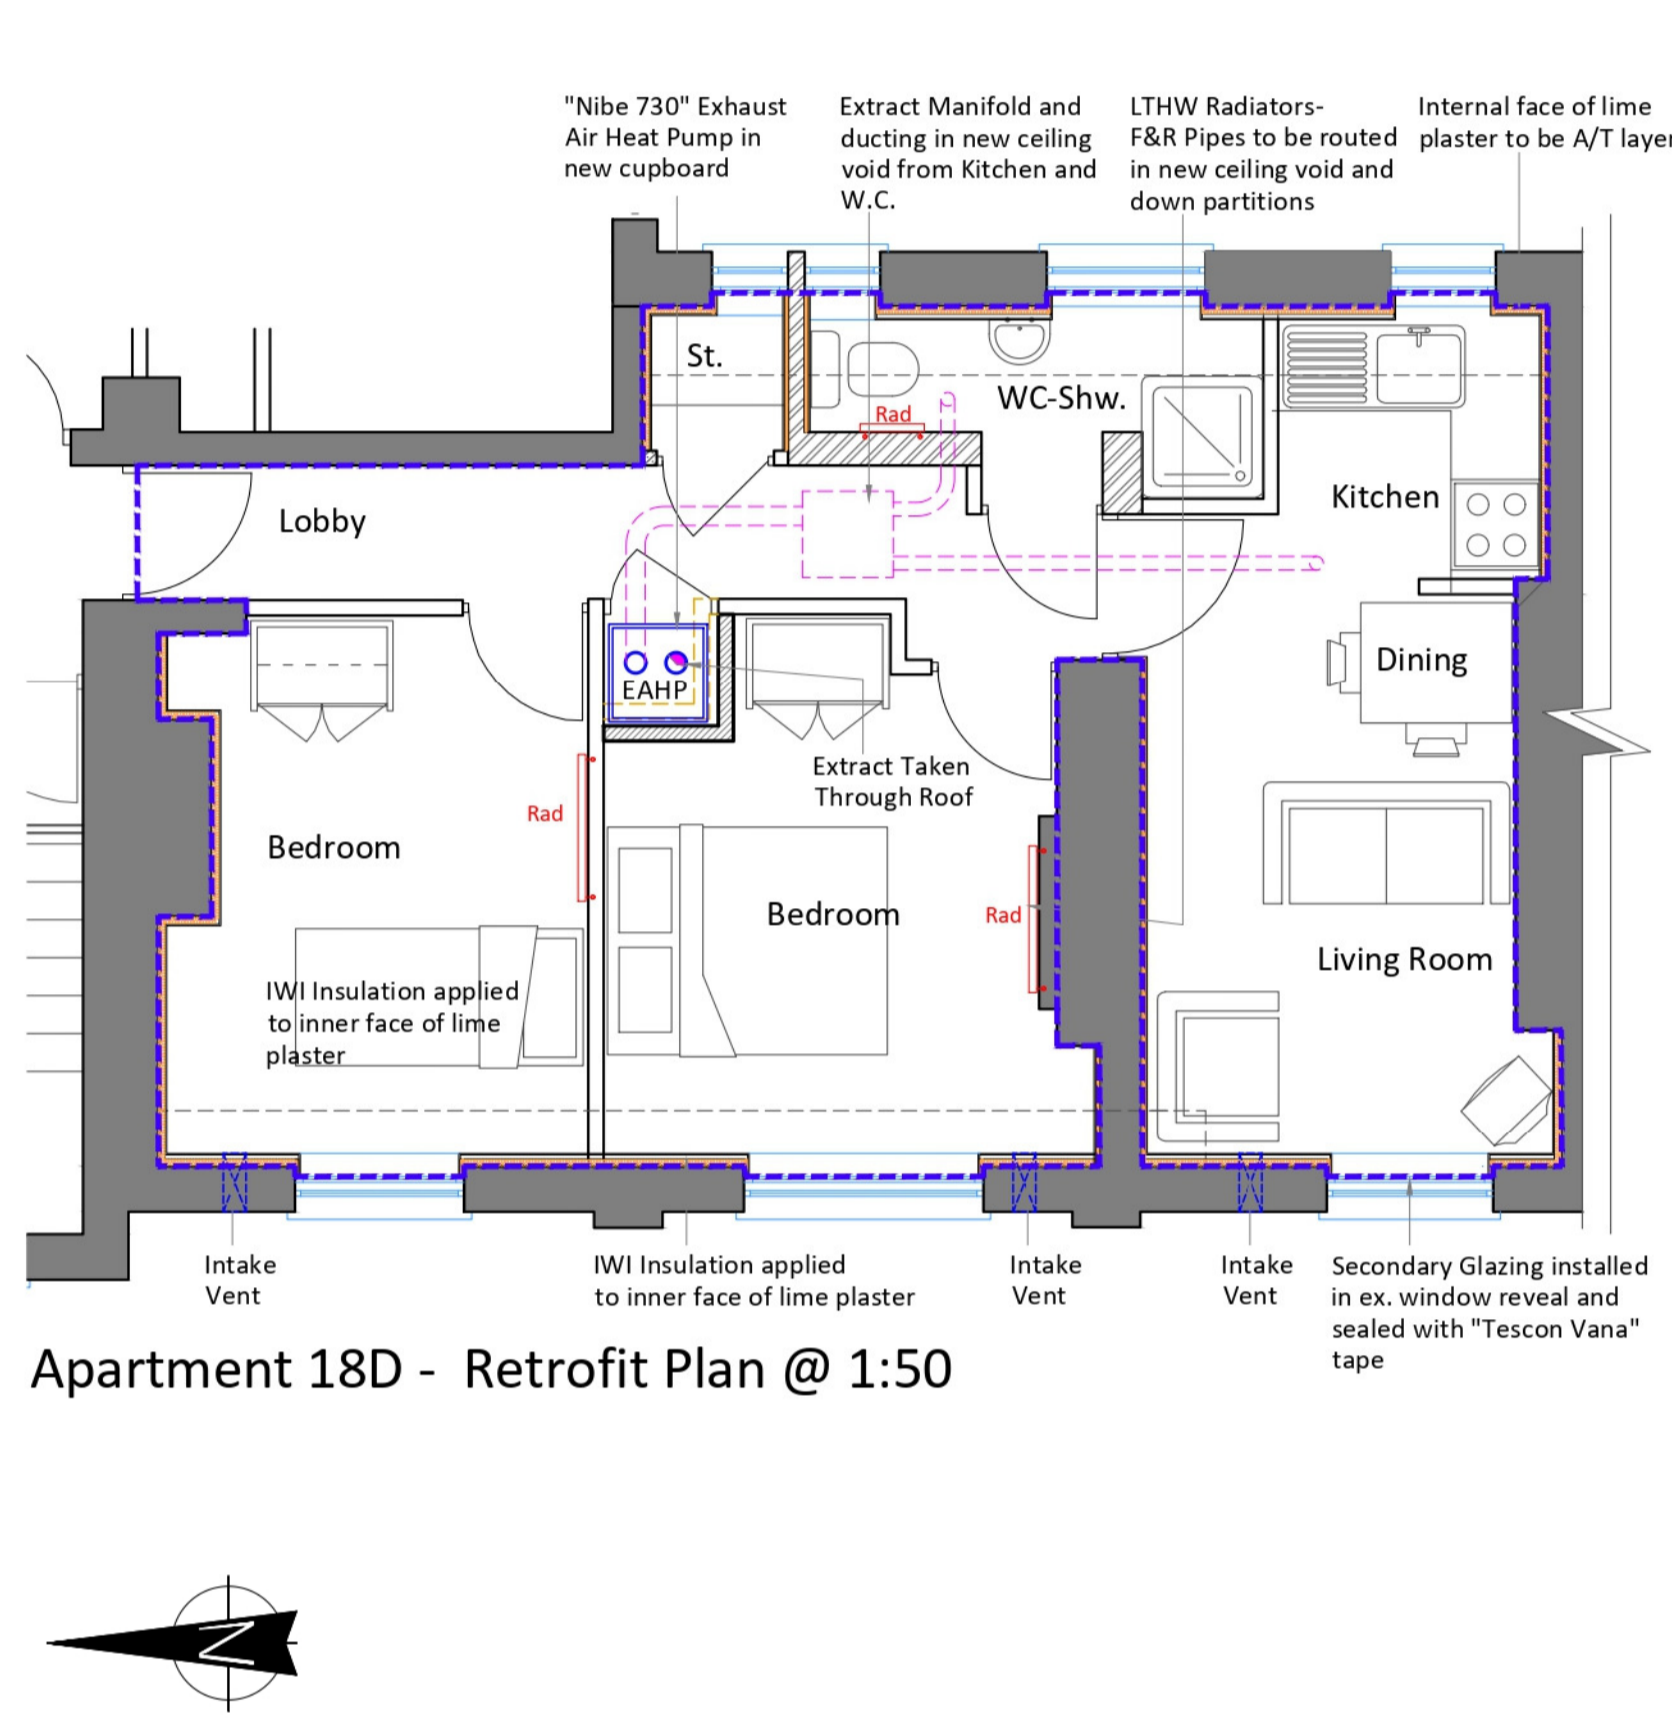 "Nibe 730" Exhaust
Air Heat Pump in
new cupboard
Extract Manifold and
ducting in new ceiling
void from Kitchen and
W.C.
LTHW Radiators-
F&R Pipes to be routed
in new ceiling void and
down partitions
Internal face of lime
plaster to be A/T layer
St.
WC-Shw.
Rad
Kitchen
Lobby
Dining
EAHP
Extract Taken
Through Roof
Rad
Bedroom
Bedroom
Rad
Living Room
IWI Insulation applied
to inner face of lime
plaster
Intake
Vent
IWI Insulation applied
to inner face of lime plaster
Intake
Vent
Intake
Vent
Secondary Glazing installed
in ex. window reveal and
sealed with "Tescon Vana"
tape
Apartment 18D - Retrofit Plan @ 1:50
N